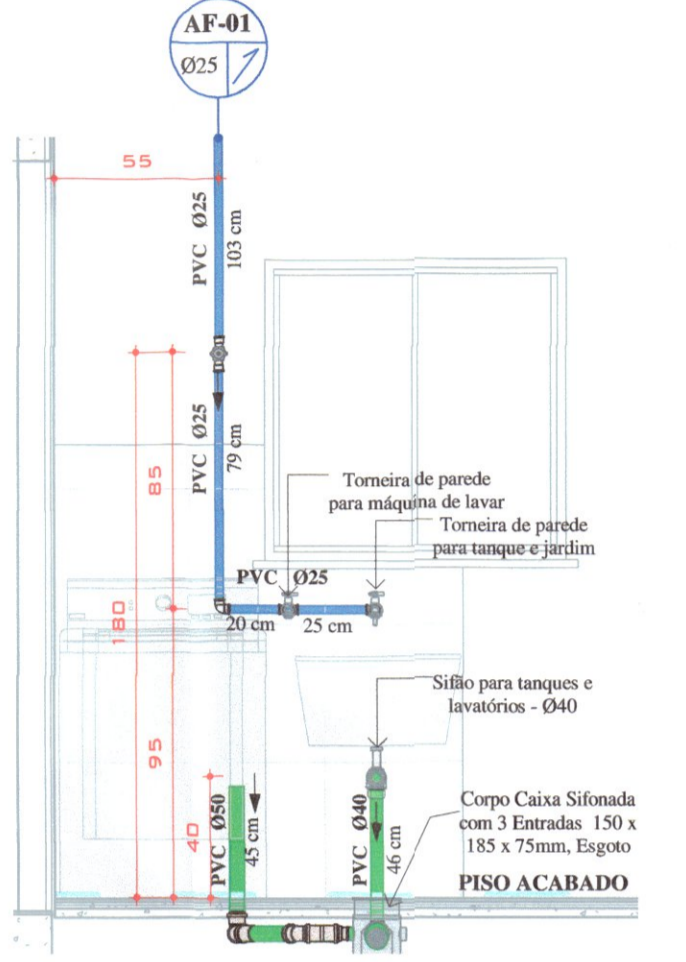 AF-01
Ø25
55
PVC Ø25
103 cm
PVC Ø25
79 cm
85
180
95
40
Torneira de parede
para máquina de lavar
Torneira de parede
para tanque e jardim
PVC Ø25
20 cm
25 cm
Sifão para tanques e
lavatórios - Ø40
PVC Ø50
45 cm
PVC Ø40
46 cm
Corpo Caixa Sifonada
com 3 Entradas 150 x
185 x 75mm, Esgoto
PISO ACABADO